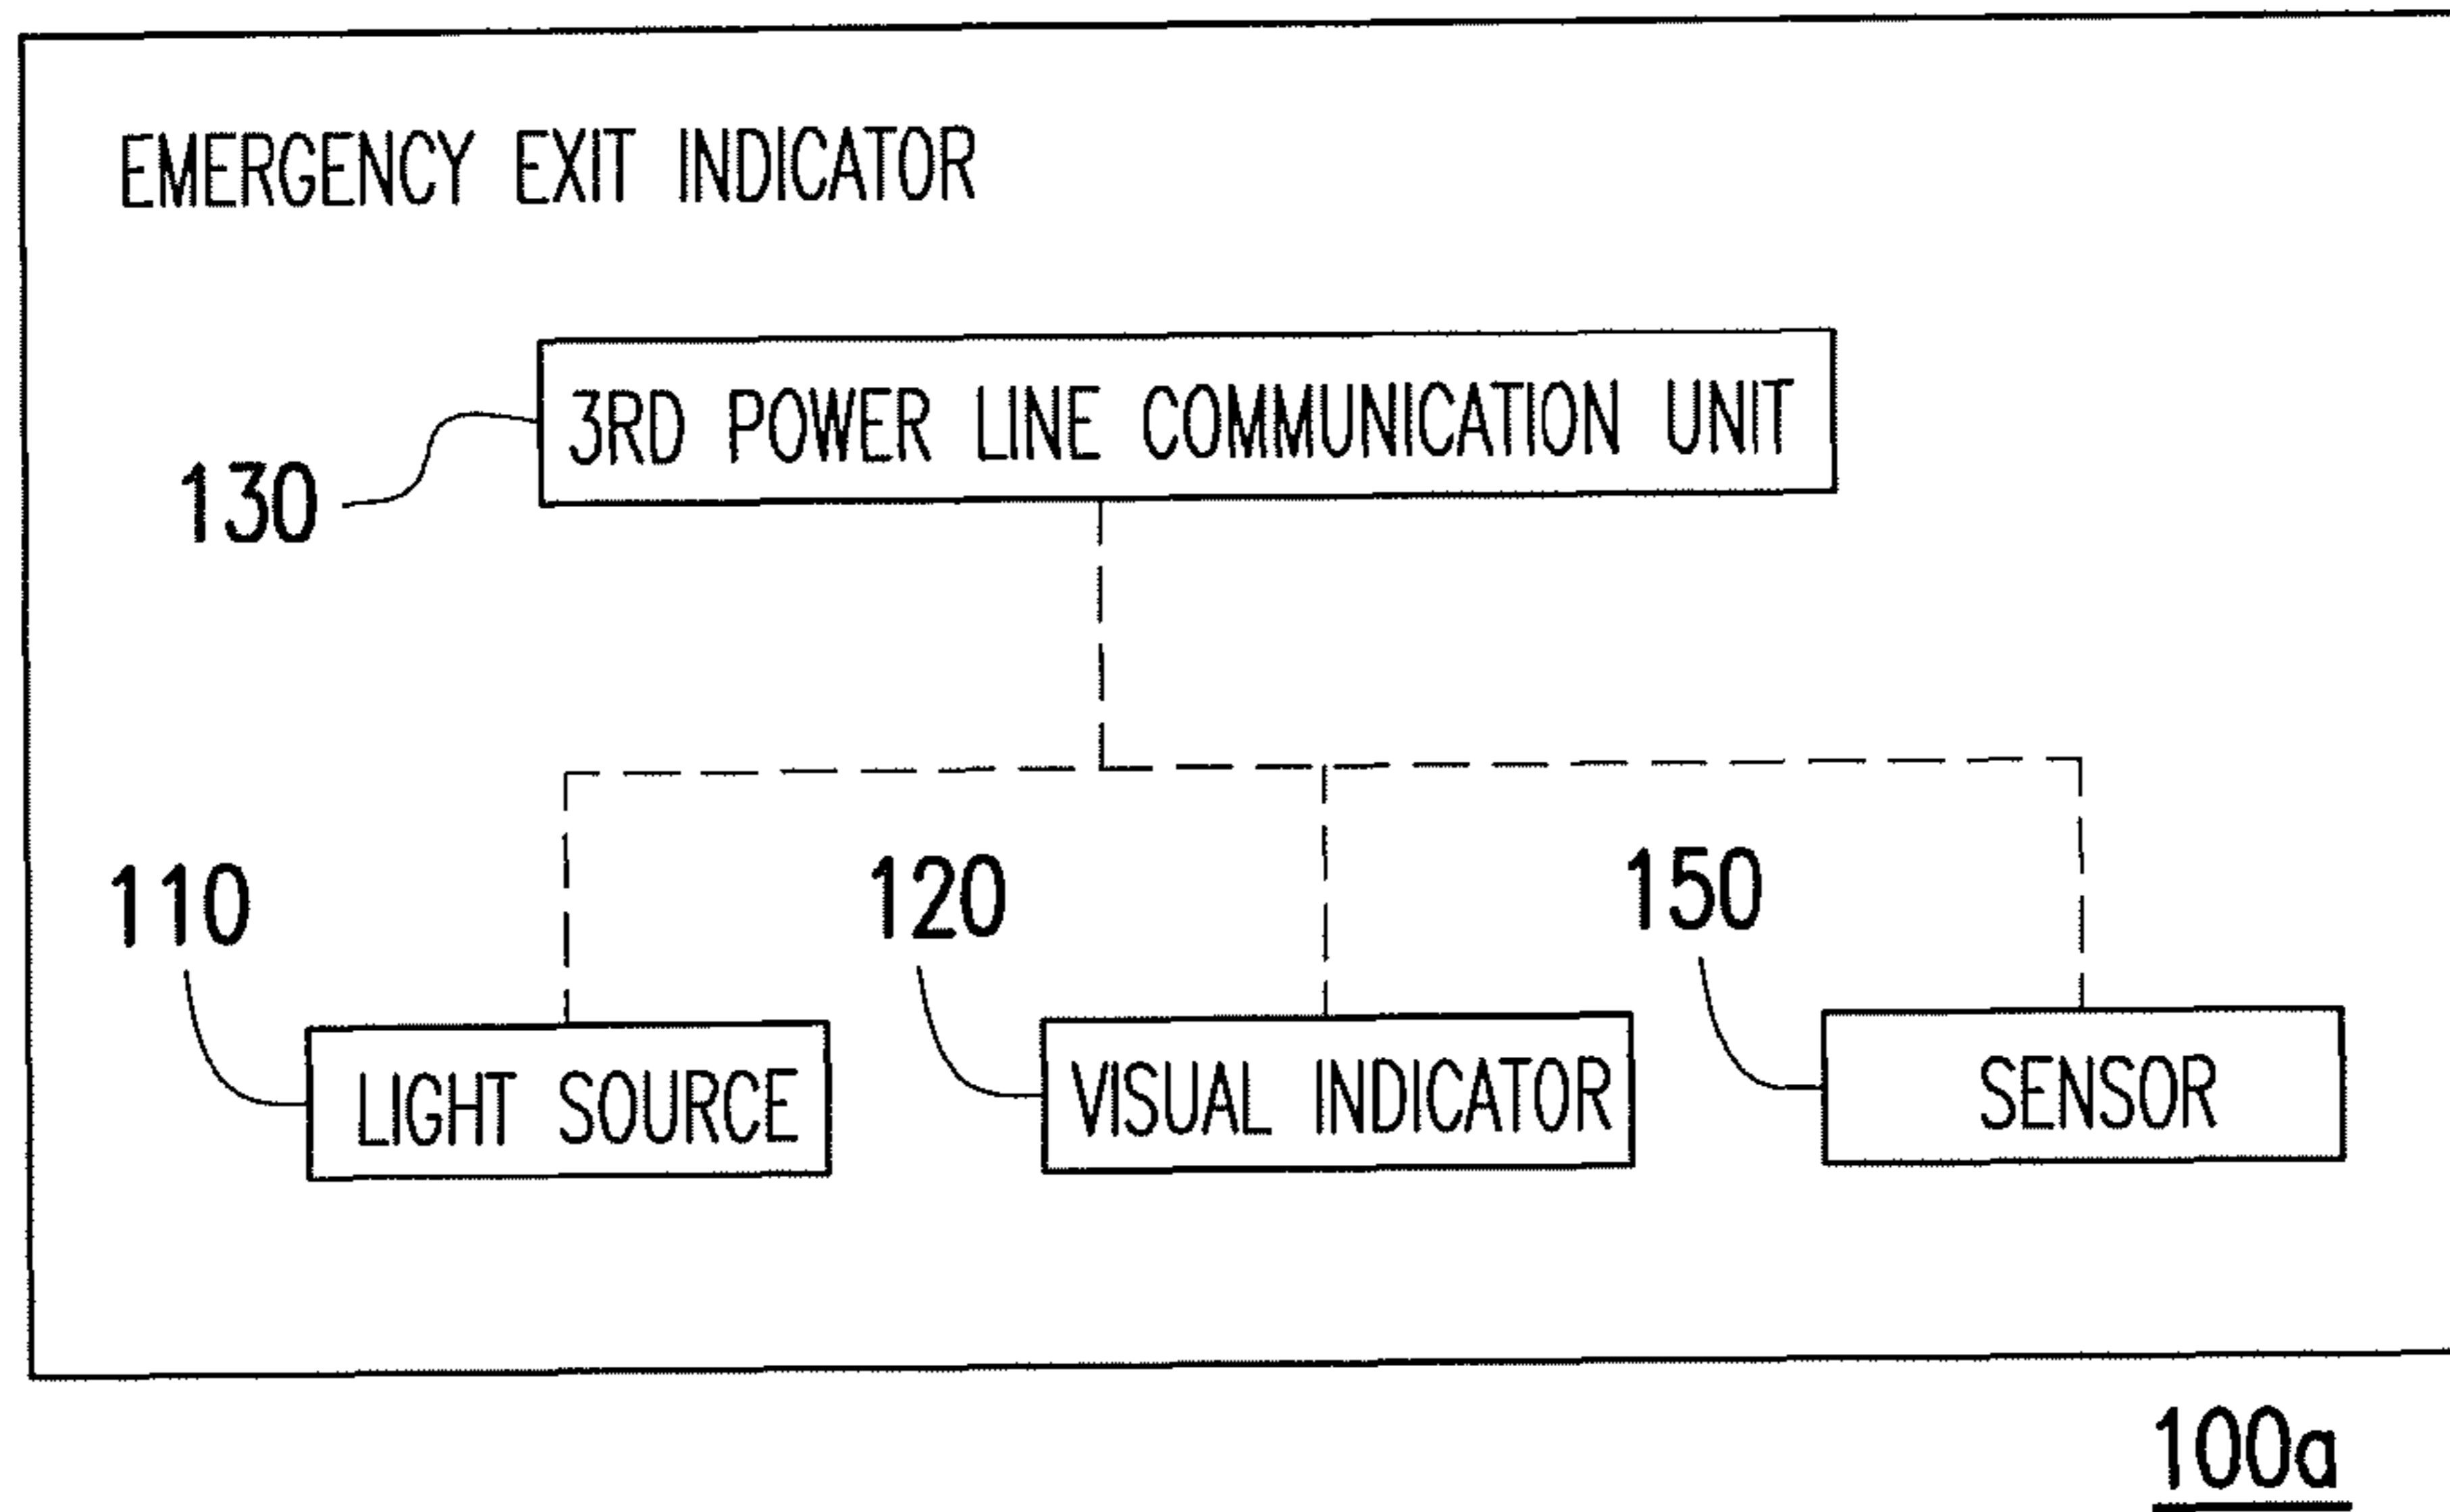 EMERGENCY EXIT INDICATOR
3RD POWER LINE COMMUNICATION UNIT
130
110
120
150
LIGHT SOURCE
VISUAL INDICATOR
SENSOR
100a